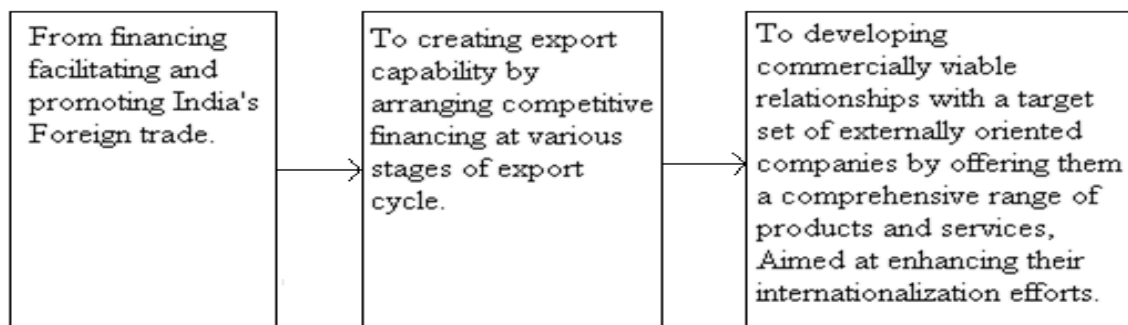 From financing
facilitating and
promoting India's
Foreign trade.
To creating export
capability by
arranging competitive
financing at various
stages of export
cycle.
To developing
commercially viable
relationships with a target
set of externally oriented
companies by offering them
a comprehensive range of
products and services,
Aimed at enhancing their
internationalization efforts.